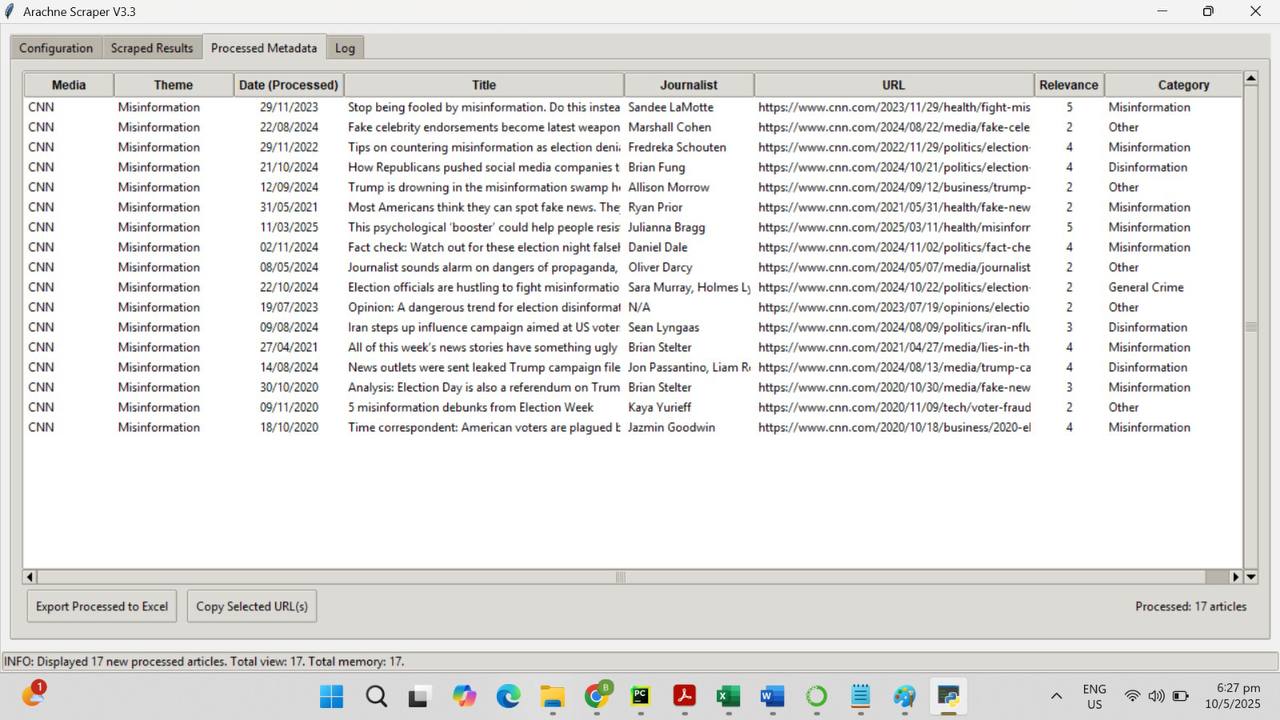 Arachne Scraper V3.3
Configuration Scraped Results Processed Metadata Log
Media Theme Date (Processed) Title Journalist URL Relevance Category
CNN Misinformation 29/11/2023 Stop being fooled by misinformation. Do this instea Sandee LaMotte https://www.cnn.com/2023/11/29/health/fight-mis 5 Misinformation
CNN Misinformation 22/08/2024 Fake celebrity endorsements become latest weapon Marshall Cohen https://www.cnn.com/2024/08/22/media/fake-cele 2 Other
CNN Misinformation 29/11/2022 Tips on countering misinformation as election deni Fredreka Schouten https://www.cnn.com/2022/11/29/politics/election- 4 Misinformation
CNN Misinformation 21/10/2024 How Republicans pushed social media companies t Brian Fung https://www.cnn.com/2024/10/21/politics/election- 4 Disinformation
CNN Misinformation 12/09/2024 Trump is drowning in the misinformation swamp he Allison Morrow https://www.cnn.com/2024/09/12/business/trump- 2 Other
CNN Misinformation 31/05/2021 Most Americans think they can spot fake news. They Ryan Prior https://www.cnn.com/2021/05/31/health/fake-new 2 Misinformation
CNN Misinformation 11/03/2025 This psychological ‘booster’ could help people resis Julianna Bragg https://www.cnn.com/2025/03/11/health/misinforr 5 Misinformation
CNN Misinformation 02/11/2024 Fact check: Watch out for these election night falseh Daniel Dale https://www.cnn.com/2024/11/02/politics/fact-che 4 Misinformation
CNN Misinformation 08/05/2024 Journalist sounds alarm on dangers of propaganda, Oliver Darcy https://www.cnn.com/2024/05/07/media/journalist 2 Other
CNN Misinformation 22/10/2024 Election officials are hustling to fight misinformatio Sara Murray, Holmes Ly https://www.cnn.com/2024/10/22/politics/election- 2 General Crime
CNN Misinformation 19/07/2023 Opinion: A dangerous trend for election disinformat N/A https://www.cnn.com/2023/07/19/opinions/electio 2 Other
CNN Misinformation 09/08/2024 Iran steps up influence campaign aimed at US voter Sean Lyngaas https://www.cnn.com/2024/08/09/politics/iran-nflu 3 Disinformation
CNN Misinformation 27/04/2021 All of this week’s news stories have something ugly Brian Stelter https://www.cnn.com/2021/04/27/media/lies-in-th 4 Misinformation
CNN Misinformation 14/08/2024 News outlets were sent leaked Trump campaign file Jon Passantino, Liam Re https://www.cnn.com/2024/08/13/media/trump-ca 4 Disinformation
CNN Misinformation 30/10/2020 Analysis: Election Day is also a referendum on Trum Brian Stelter https://www.cnn.com/2020/10/30/media/fake-new 3 Misinformation
CNN Misinformation 09/11/2020 5 misinformation debunks from Election Week Kaya Yurieff https://www.cnn.com/2020/11/09/tech/voter-fraud 2 Other
CNN Misinformation 18/10/2020 Time correspondent: American voters are plagued b Jazmin Goodwin https://www.cnn.com/2020/10/18/business/2020-el 4 Misinformation
Export Processed to Excel Copy Selected URL(s) Processed: 17 articles
INFO: Displayed 17 new processed articles. Total view: 17. Total memory: 17.
1 B PC X W ENG US 6:27 pm
10/5/2025